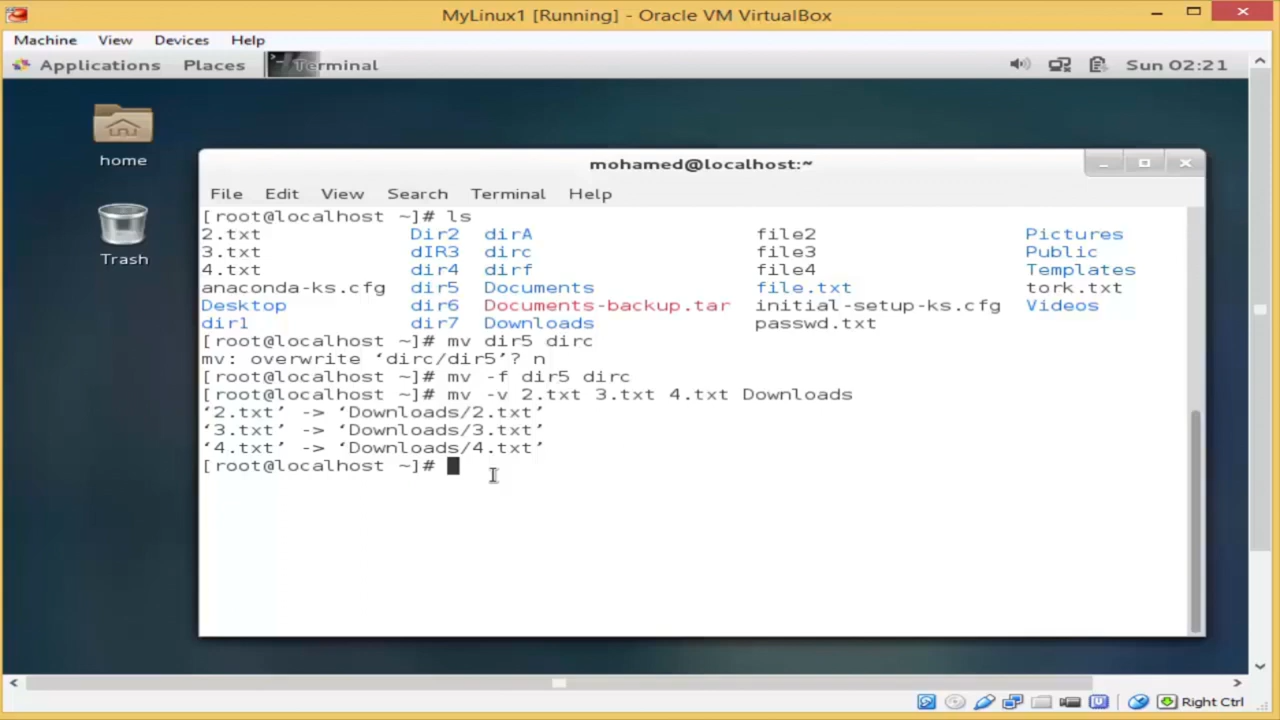 MyLinux1 [Running] - Oracle VM VirtualBox
Machine View Devices Help
Applications Places Terminal Sun 02:21
home
Trash
mohamed@localhost:~
File Edit View Search Terminal Help
[root@localhost ~]# ls
2.txt Dir2 dirA file2 Pictures
3.txt dIR3 dirc file3 Public
4.txt dir4 dirf file4 Templates
anaconda-ks.cfg dir5 Documents file.txt tork.txt
Desktop dir6 Documents-backup.tar initial-setup-ks.cfg Videos
dir1 dir7 Downloads passwd.txt
[root@localhost ~]# mv dir5 dirc
mv: overwrite ‘dirc/dir5’? n
[root@localhost ~]# mv -f dir5 dirc
[root@localhost ~]# mv -v 2.txt 3.txt 4.txt Downloads
‘2.txt’ -> ‘Downloads/2.txt’
‘3.txt’ -> ‘Downloads/3.txt’
‘4.txt’ -> ‘Downloads/4.txt’
[root@localhost ~]#
Right Ctrl